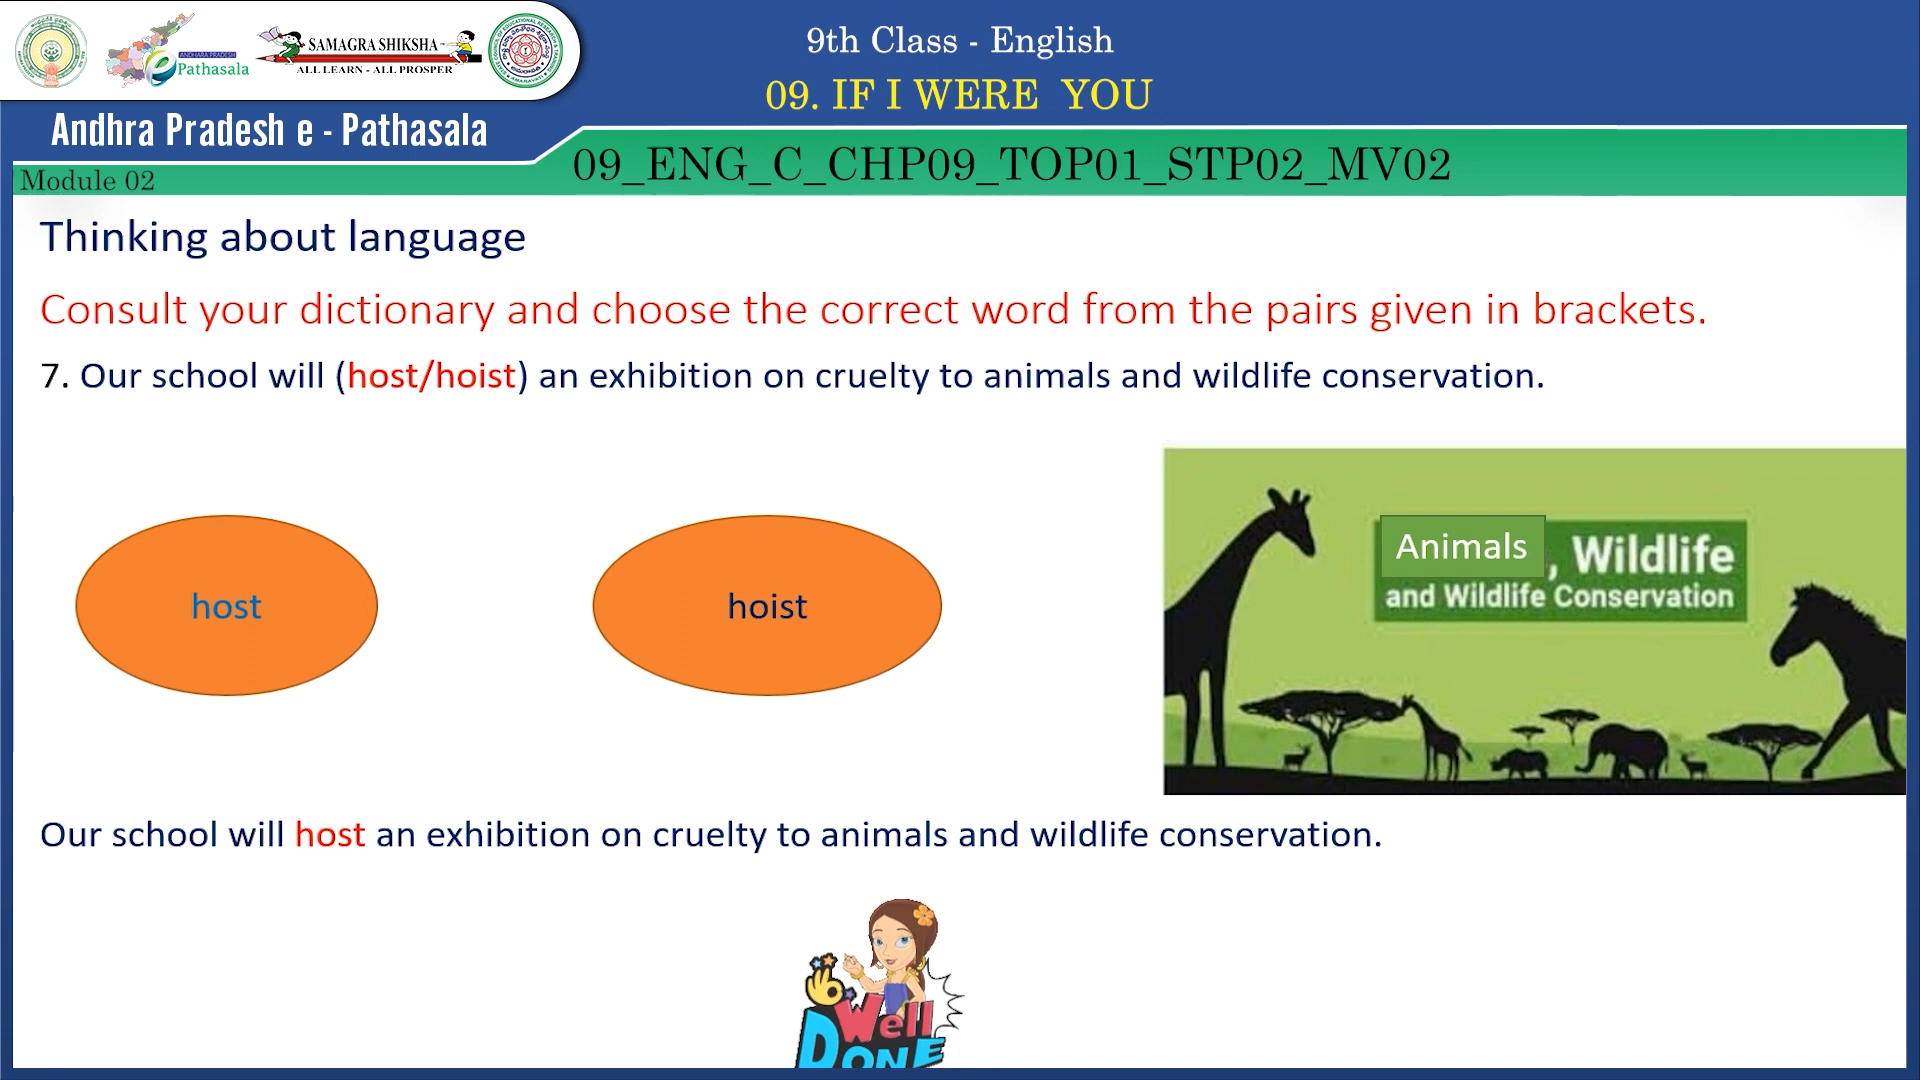 ANDHRA PRADESH
e Pathasala
SAMAGRA SHIKSHA
ALL LEARN - ALL PROSPER
Andhra Pradesh e - Pathasala
9th Class - English
09. IF I WERE YOU
Module 02
09_ENG_C_CHP09_TOP01_STP02_MV02
Thinking about language
Consult your dictionary and choose the correct word from the pairs given in brackets.
7. Our school will (host/hoist) an exhibition on cruelty to animals and wildlife conservation.
host
hoist
Animals , Wildlife
and Wildlife Conservation
Our school will host an exhibition on cruelty to animals and wildlife conservation.
Well
DONE